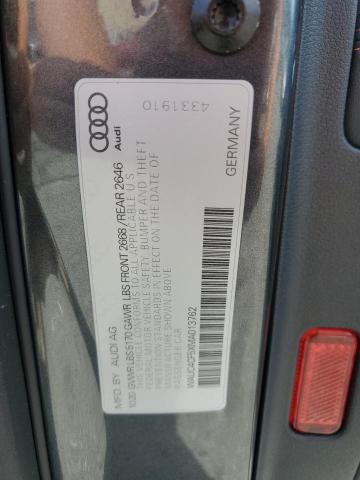 Audi
4331910
MFD BY AUDI AG
GERMANY
10.20 GWVR LBS 5170 GAWR LBS FRONT 2668 /REAR 2646
THIS VEHICLE CONFORMS TO ALL APPLICABLE U S
FEDERAL MOTOR VEHICLE SAFETY, BUMPER AND THEFT
PREVENTION STANDARDS IN EFFECT ON THE DATE OF
MANUFACTURE SHOWN ABOVE
PASSENGER CAR